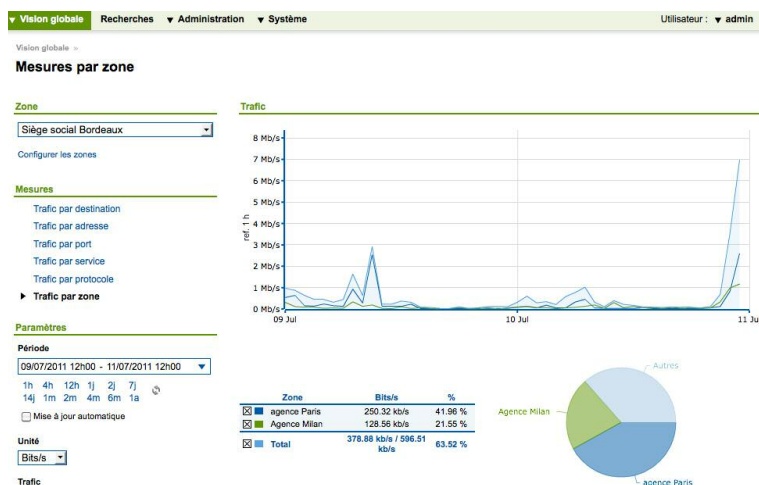 ▼ Vision globale Recherches ▼ Administration ▼ Système Utilisateur : ▼ admin
Vision globale »
Mesures par zone
Zone
Siège social Bordeaux
Configurer les zones
Mesures
Trafic par destination
Trafic par adresse
Trafic par port
Trafic par service
Trafic par protocole
▶ Trafic par zone
Paramètres
Période
09/07/2011 12h00 - 11/07/2011 12h00
1h 4h 12h 1j 2j 7j
14j 1m 2m 4m 6m 1a
Mise à jour automatique
Unité
Bits/s
Trafic
Trafic
8 Mb/s
7 Mb/s
6 Mb/s
5 Mb/s
4 Mb/s
3 Mb/s
2 Mb/s
1 Mb/s
0 Mb/s
ref. 1 h
09 Jul 10 Jul 11 Ju
Zone Bits/s %
agence Paris 250.32 kb/s 41.96 %
Agence Milan 128.56 kb/s 21.55 %
Total 378.88 kb/s / 596.51 kb/s 63.52 %
Autres
Agence Milan
agence Paris